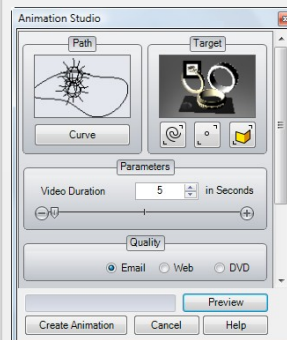 Animation Studio
Path
Target
Curve
Parameters
Video Duration 5 in Seconds
Quality
Email Web DVD
Preview
Create Animation Cancel Help